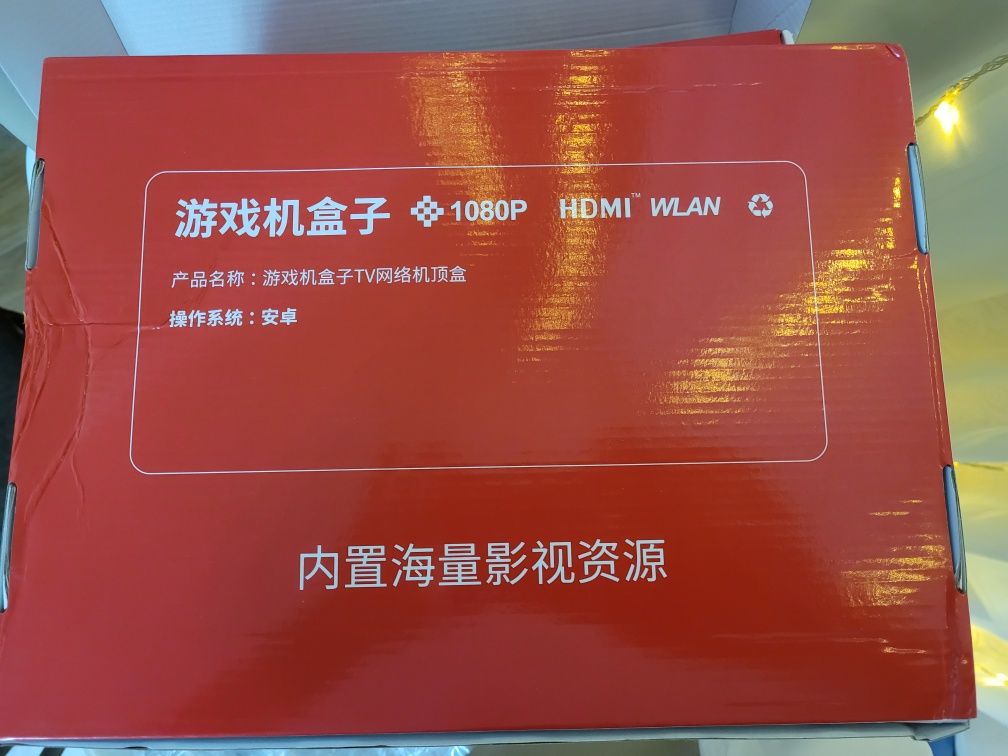 游戏机盒子 1080P HDMI™ WLAN
产品名称：游戏机盒子TV网络机顶盒
操作系统：安卓
内置海量影视资源